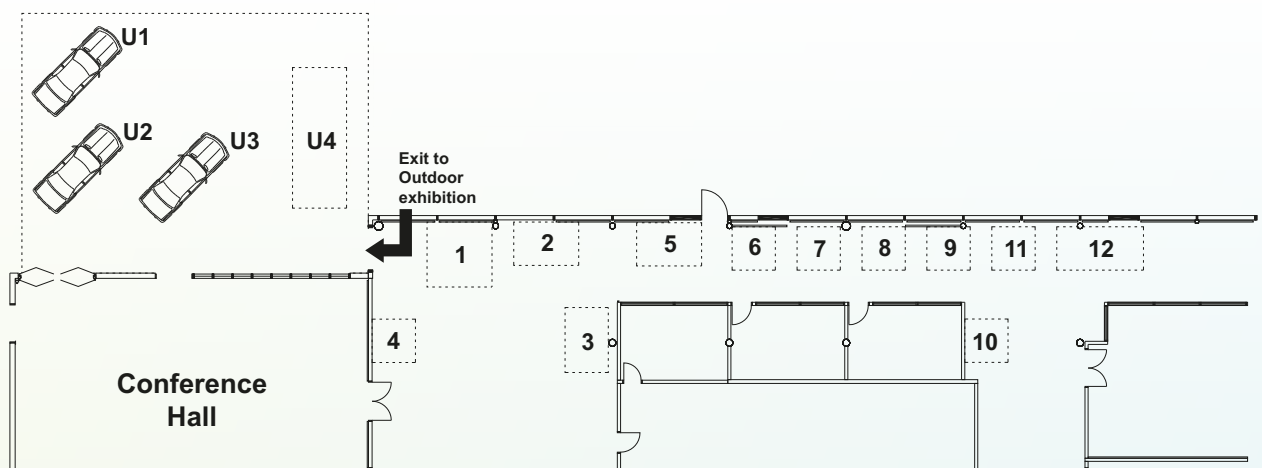 U1
U2
U3
U4
Exit to
Outdoor
exhibition
1
2
5
6
7
8
9
11
12
4
3
10
Conference
Hall